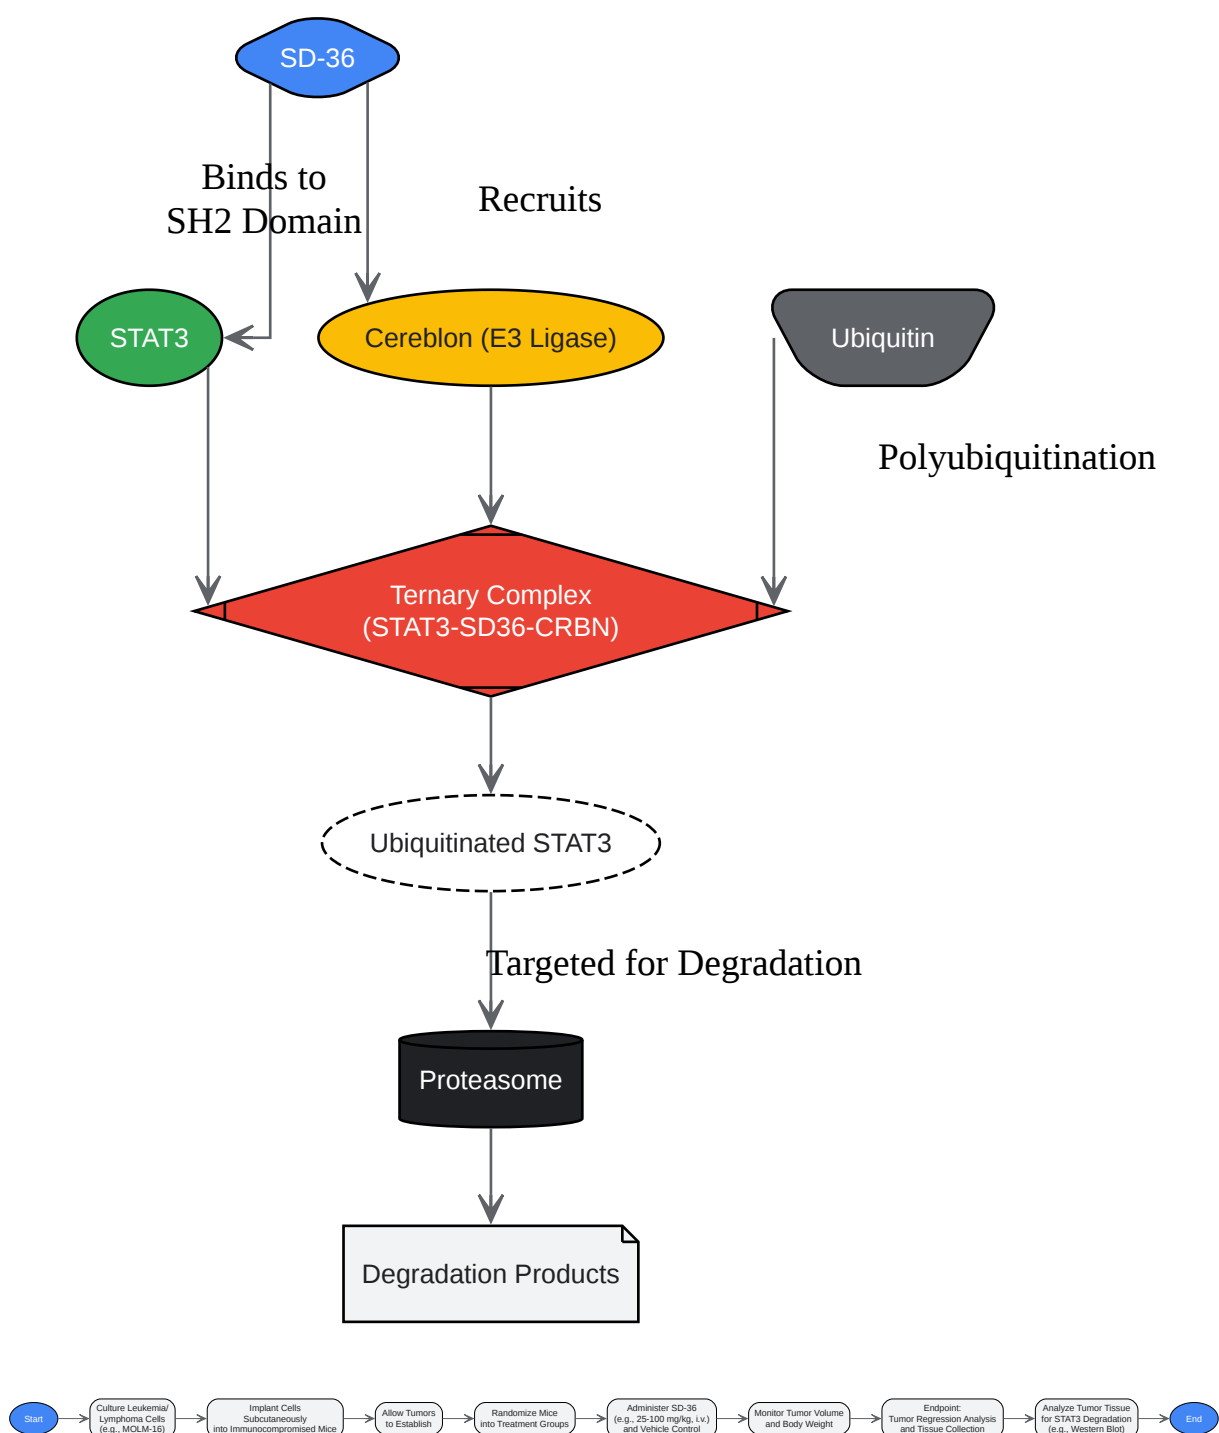 SD-36
Binds to
SH2 Domain
Recruits
STAT3
Cereblon (E3 Ligase)
Ubiquitin
Polyubiquitination
Ternary Complex
(STAT3-SD36-CRBN)
Ubiquitinated STAT3
Targeted for Degradation
Proteasome
Degradation Products
Start
Culture Leukemia/
Lymphoma Cells
(e.g., MOLM-16)
Implant Cells
Subcutaneously
into Immunocompromised Mice
Allow Tumors
to Establish
Randomize Mice
into Treatment Groups
Administer SD-36
(e.g., 25-100 mg/kg, i.v.)
and Vehicle Control
Monitor Tumor Volume
and Body Weight
Endpoint:
Tumor Regression Analysis
and Tissue Collection
Analyze Tumor Tissue
for STAT3 Degradation
(e.g., Western Blot)
End